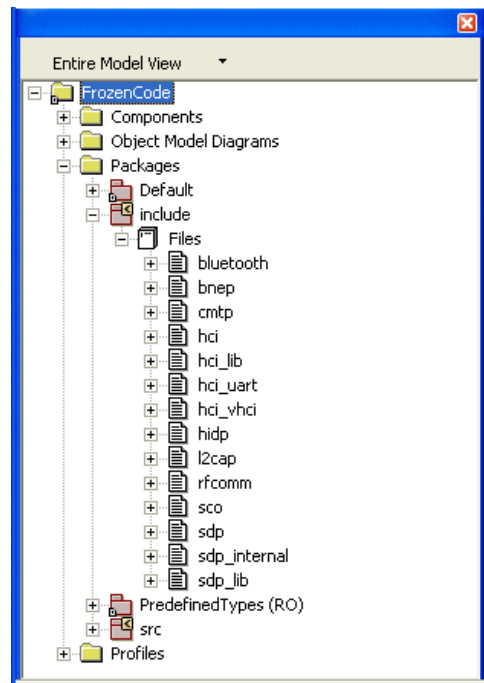 Entire Model View
FrozenCode
Components
Object Model Diagrams
Packages
Default
include
Files
bluetooth
bnep
cmtp
hci
hci_lib
hci_uart
hci_vhci
hidp
l2cap
rfcomm
sco
sdp
sdp_internal
sdp_lib
PredefinedTypes (RO)
src
Profiles